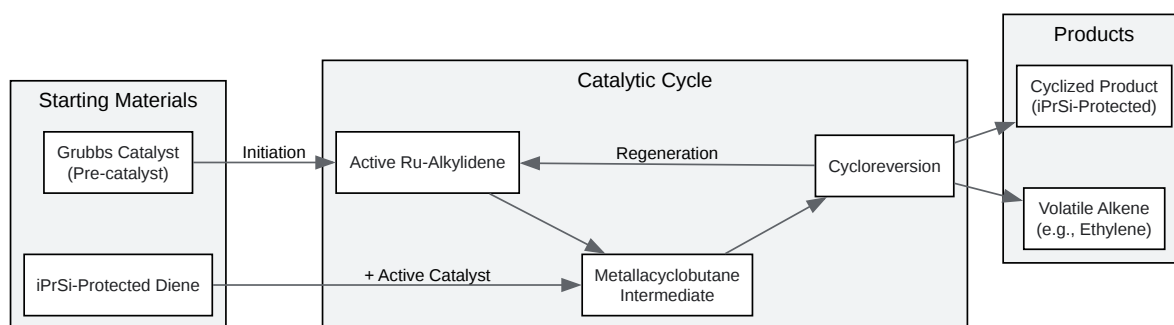 Starting Materials
Grubbs Catalyst
(Pre-catalyst)
iPrSi-Protected Diene
Initiation
+ Active Catalyst
Catalytic Cycle
Active Ru-Alkylidene
Regeneration
Cycloreversion
Metallacyclobutane
Intermediate
Products
Cyclized Product
(iPrSi-Protected)
Volatile Alkene
(e.g., Ethylene)